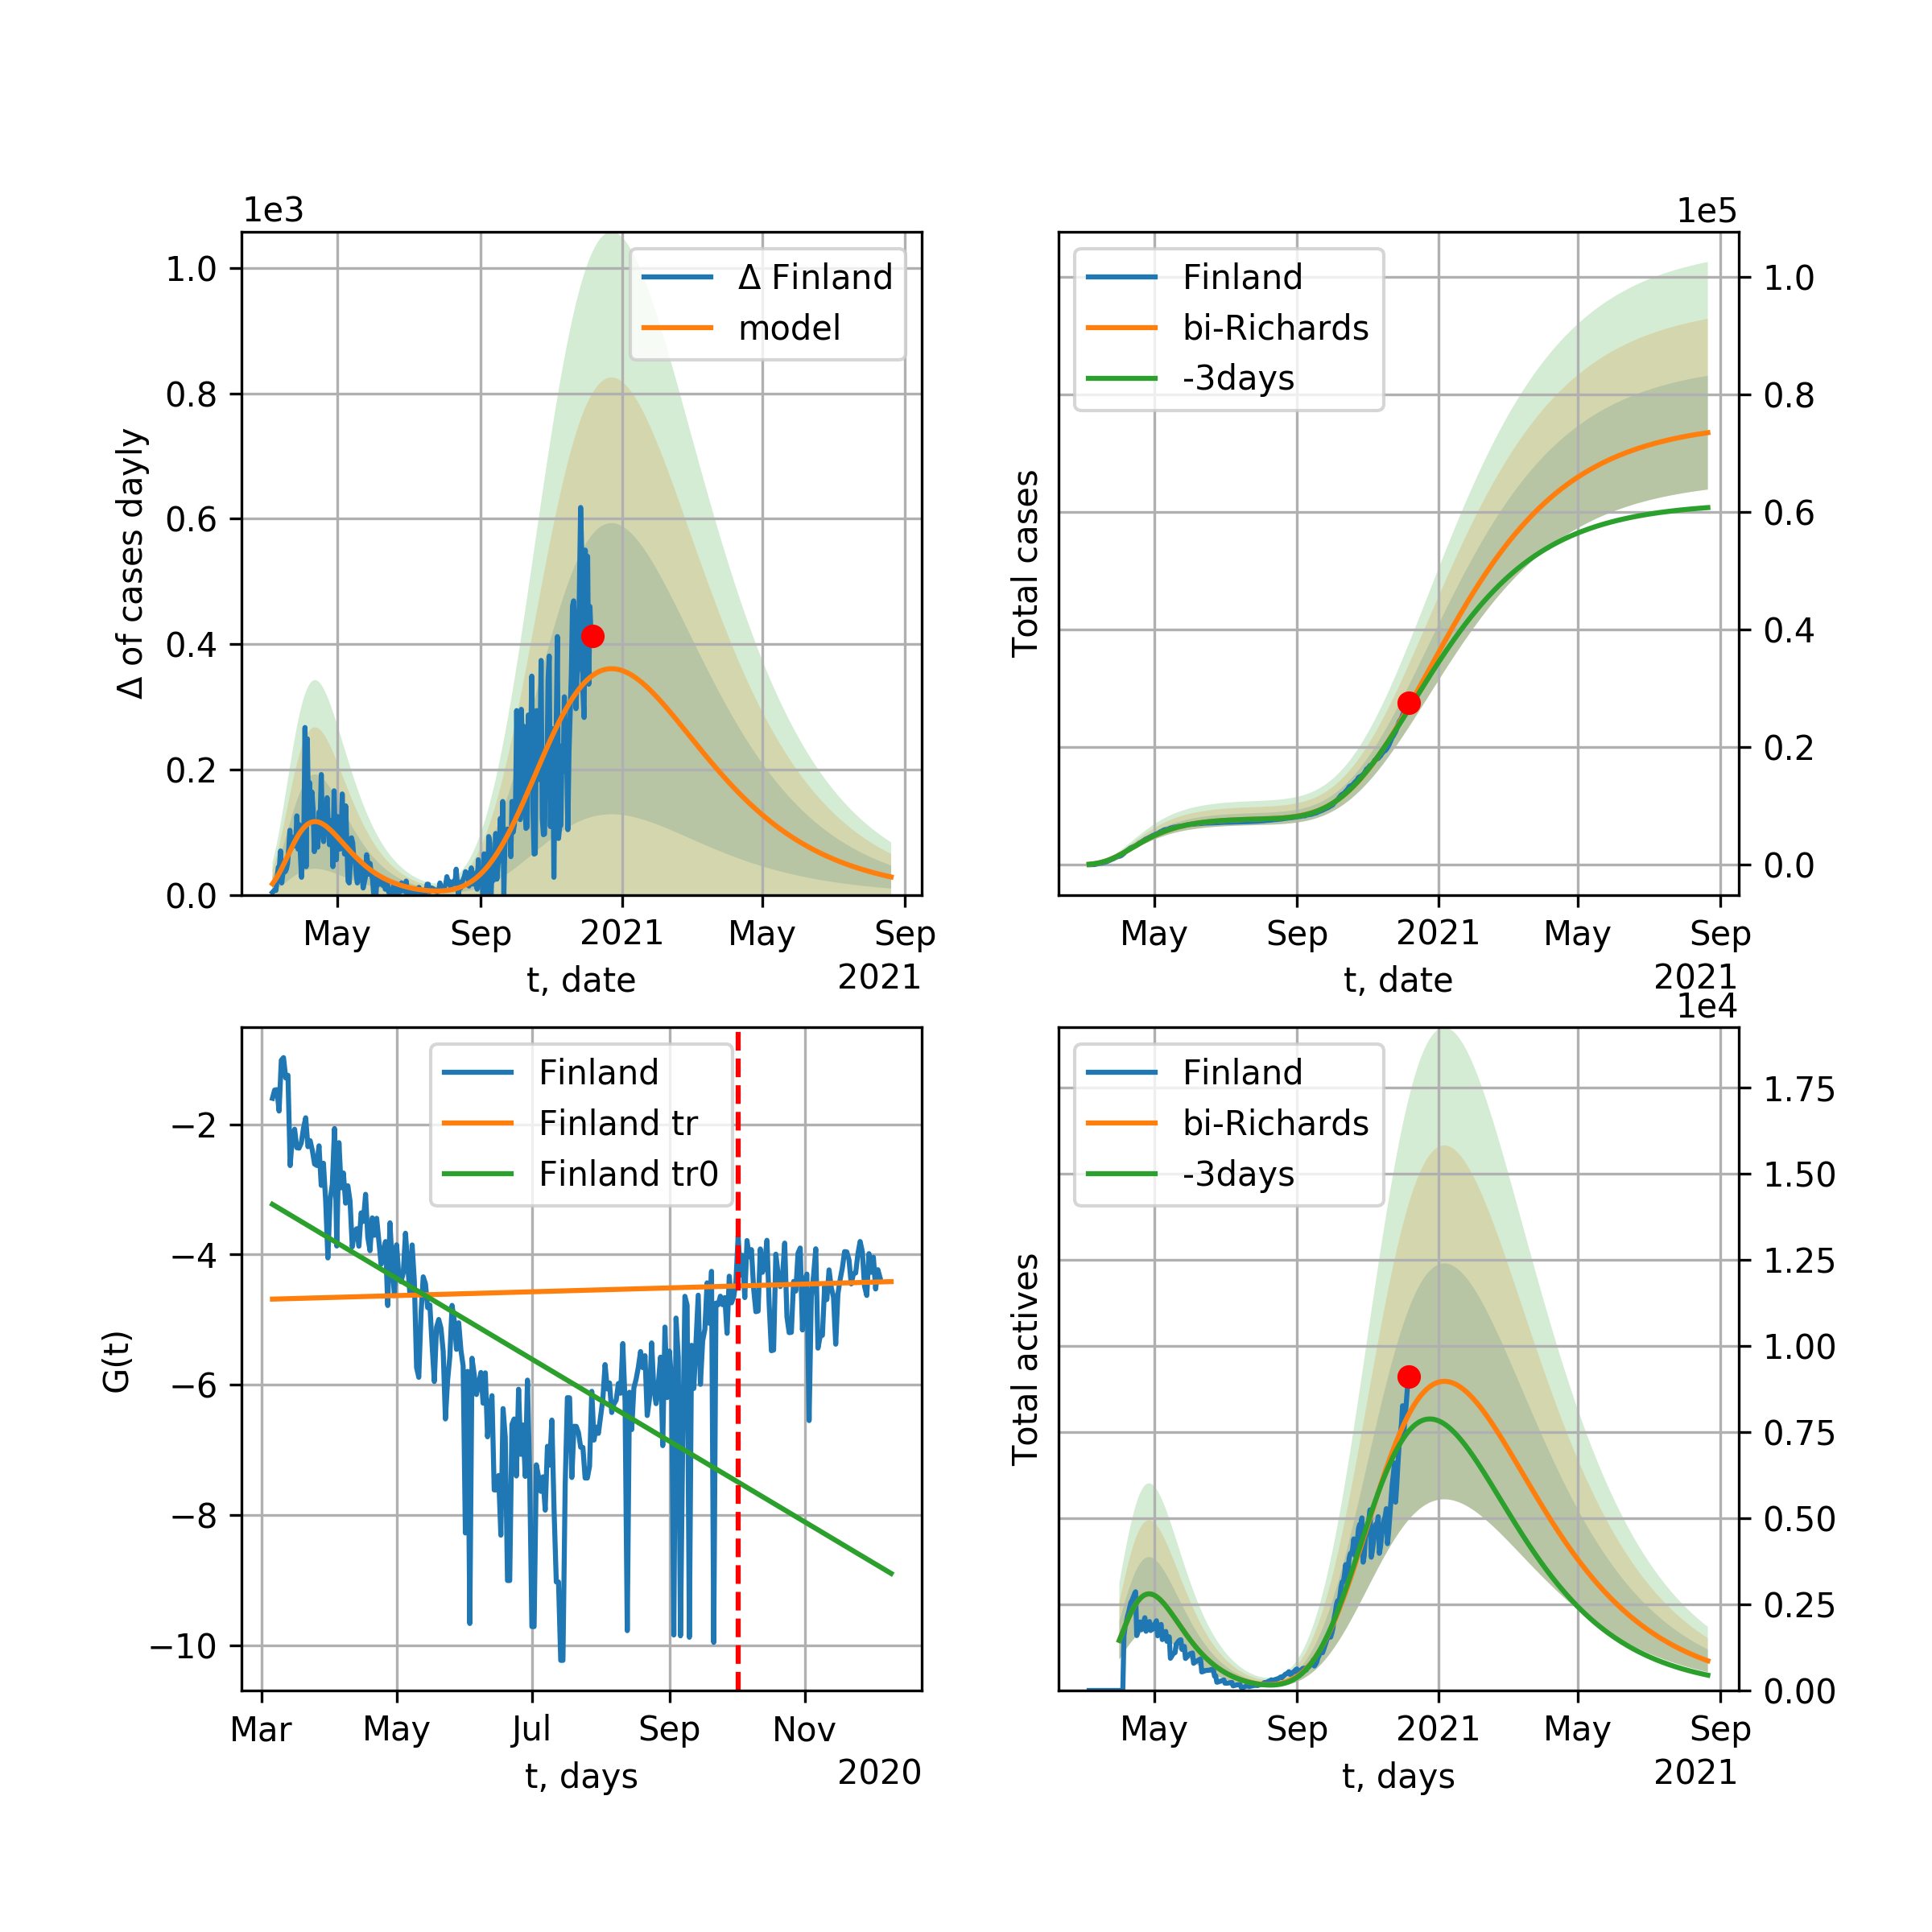 1e3
Δ of cases dayly
1.0
0.8
0.6
0.4
0.2
0.0
Δ Finland
model
May Sep 2021 May Sep
t, date
2021
1e5
Total cases
Finland
bi-Richards
-3days
1.0
0.8
0.6
0.4
0.2
0.0
May Sep 2021 May Sep
t, date
2021
G(t)
−2
−4
−6
−8
−10
Finland
Finland tr
Finland tr0
Mar May Jul Sep Nov
t, days
2020
1e4
Total actives
Finland
bi-Richards
-3days
1.75
1.50
1.25
1.00
0.75
0.50
0.25
0.00
May Sep 2021 May Sep
t, days
2021